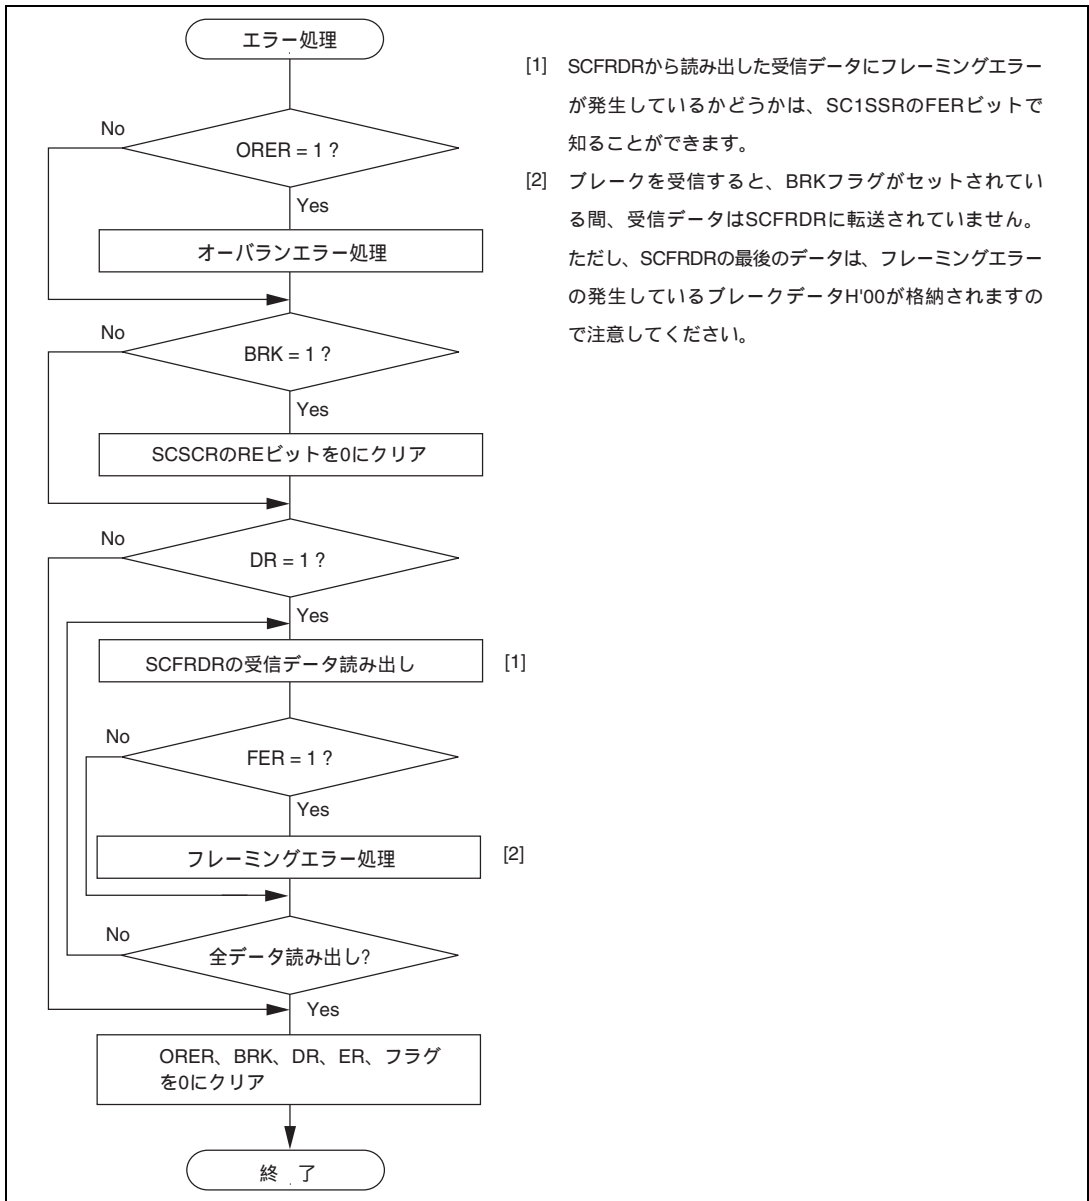 エラー処理
No
ORER = 1 ?
Yes
オーバランエラー処理
No
BRK = 1 ?
Yes
SCSCRのREビットを0にクリア
No
DR = 1 ?
Yes
SCFRDRの受信データ読み出し
[1]
No
FER = 1 ?
Yes
フレーミングエラー処理
[2]
No
全データ読み出し?
Yes
ORER、BRK、DR、ER、フラグ
を0にクリア
終 了
[1] SCFRDRから読み出した受信データにフレーミングエラー
が発生しているかどうかは、SC1SSRのFERビットで
知ることができます。
[2] ブレークを受信すると、BRKフラグがセットされてい
る間、受信データはSCFRDRに転送されていません。
ただし、SCFRDRの最後のデータは、フレーミングエラー
の発生しているブレークデータH'00が格納されますの
で注意してください。